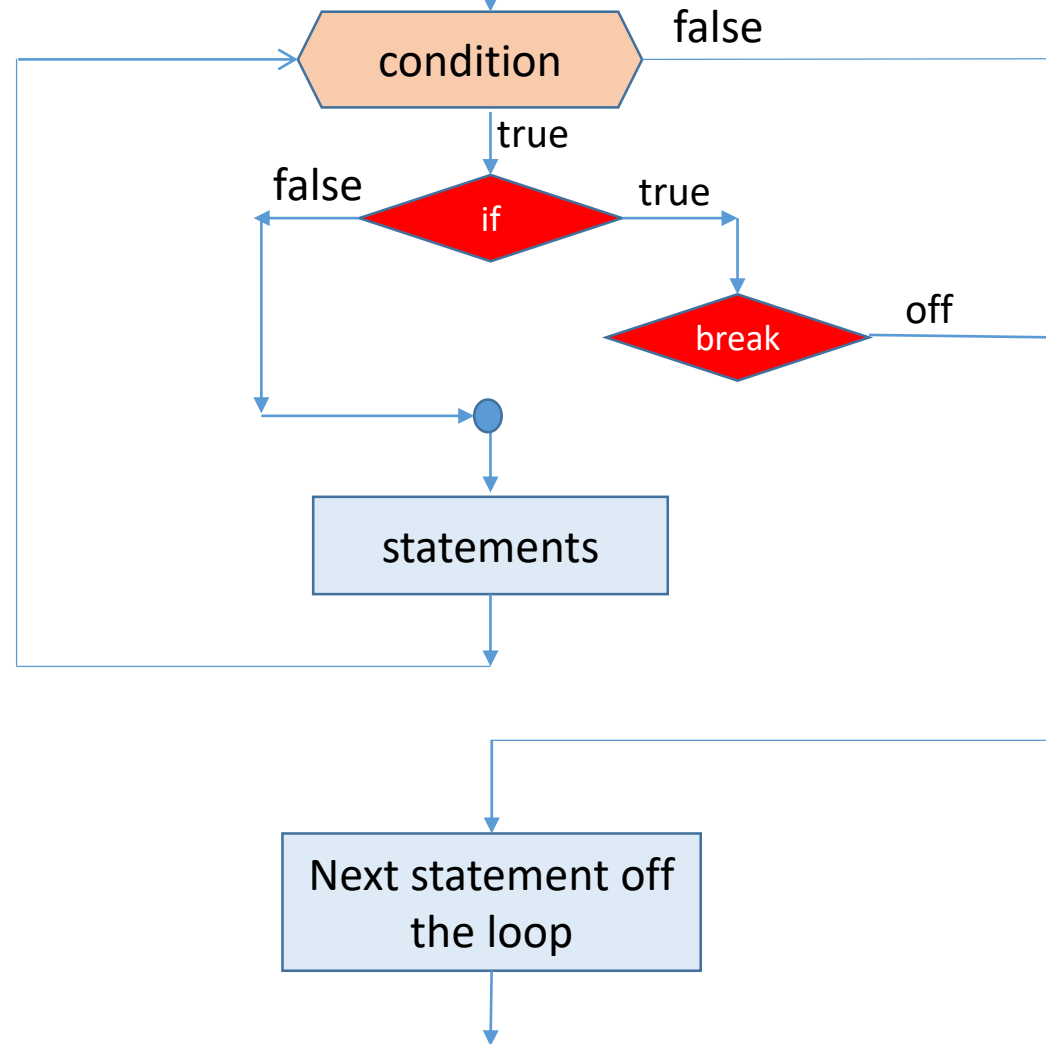 false
condition
true
false
true
if
off
break
statements
Next statement off
the loop